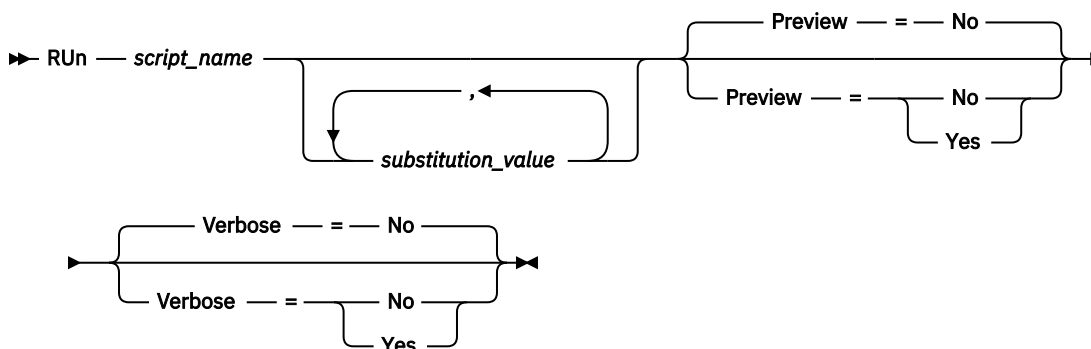 Preview = No
RUn script_name
,
Preview = No
Yes
substitution_value
Verbose = No
Verbose = No
Yes